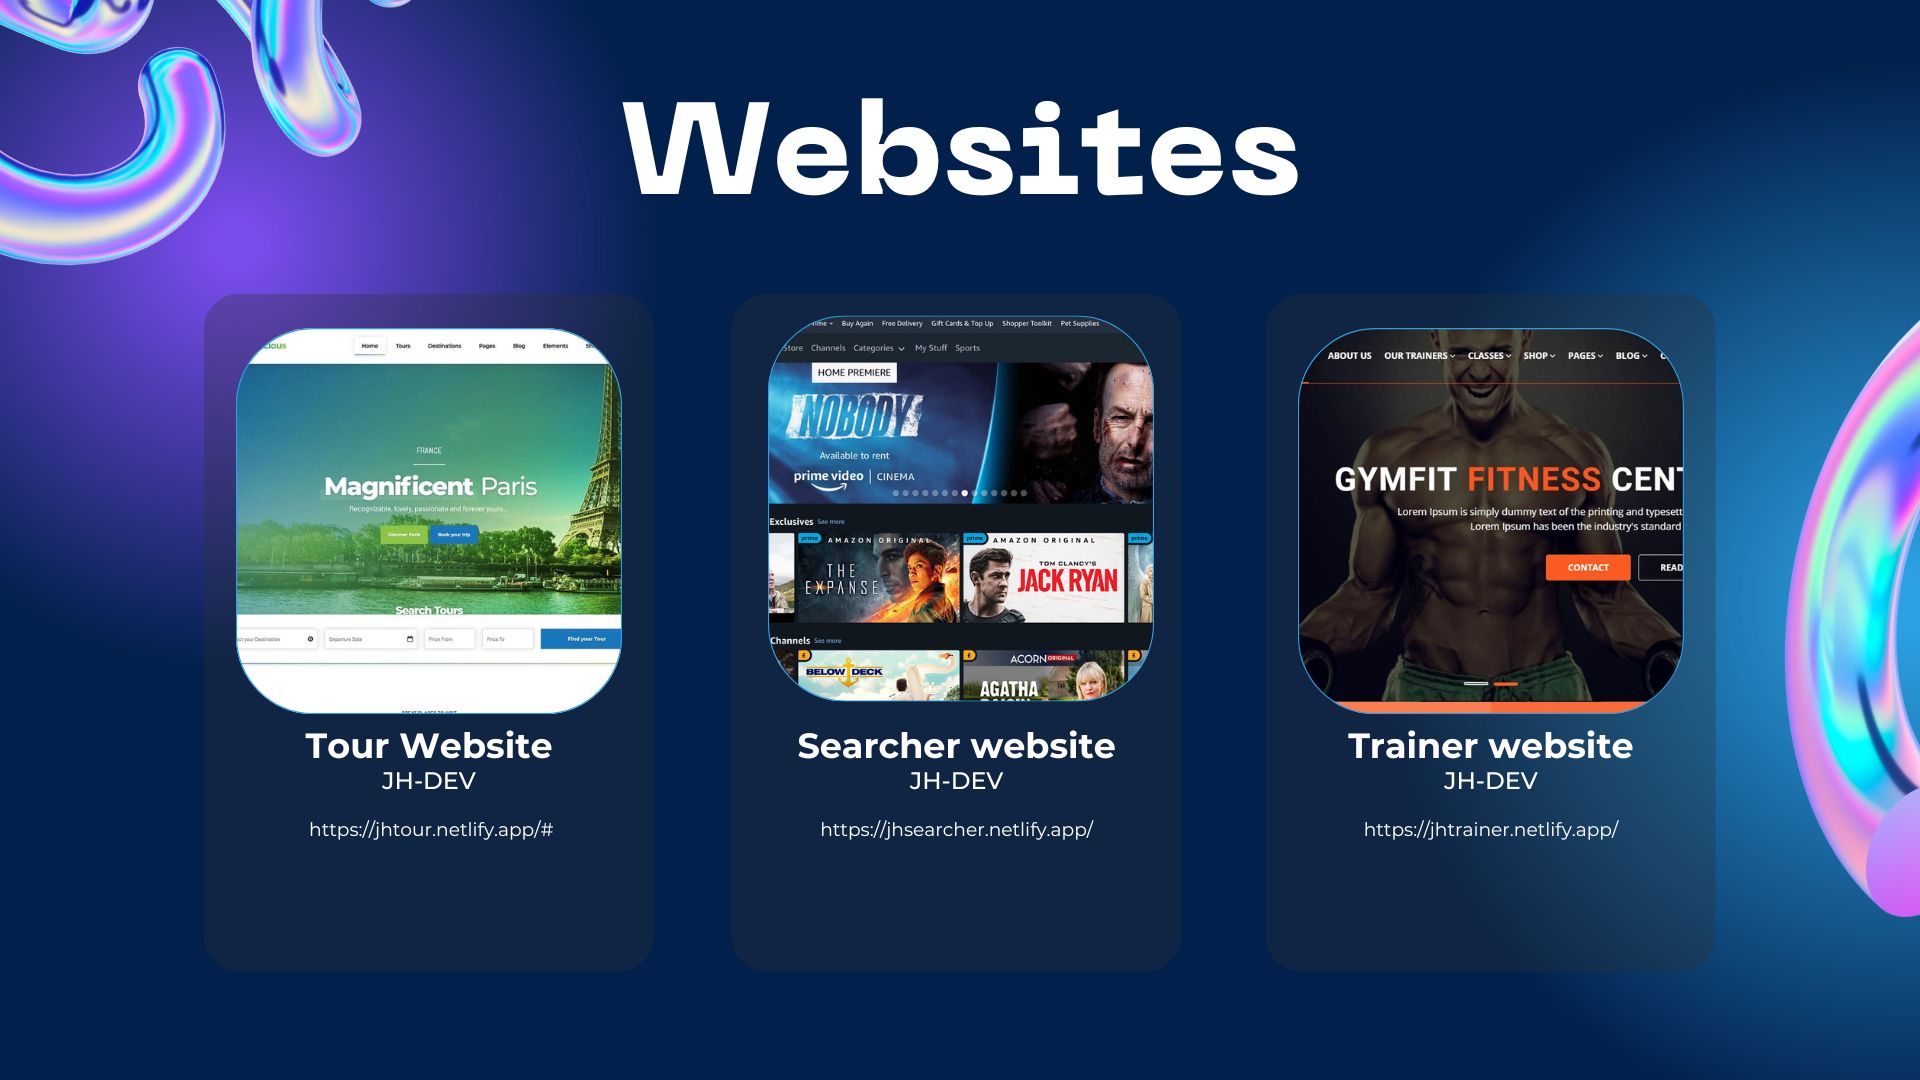 Websites
Home Tours Destinations Pages Blog Elements
FRANCE
Magnificent Paris
Recognizable, lovely, passionate and forever yours...
Discover Paris Book your trip
Search Tours
Departure Date Price From Price To Find your Tour
Tour Website
JH-DEV
https://jhtour.netlify.app/#
Buy Again Free Delivery Gift Cards & Top Up Shopper Toolkit Pet Supplies
Store Channels Categories My Stuff Sports
HOME PREMIERE
NOBODY
Available to rent
prime video | CINEMA
Exclusives See more
prime AMAZON ORIGINAL
THE
EXPANSE
prime AMAZON ORIGINAL
TOM CLANCY'S
JACK RYAN
prime
Channels See more
BELOW DECK
ACORN ORIGINAL
AGATHA
Searcher website
JH-DEV
https://jhsearcher.netlify.app/
ABOUT US OUR TRAINERS CLASSES SHOP PAGES BLOG
GYMFIT FITNESS CENT
Lorem Ipsum is simply dummy text of the printing and typesett
Lorem Ipsum has been the industry's standard
CONTACT READ
Trainer website
JH-DEV
https://jhtrainer.netlify.app/